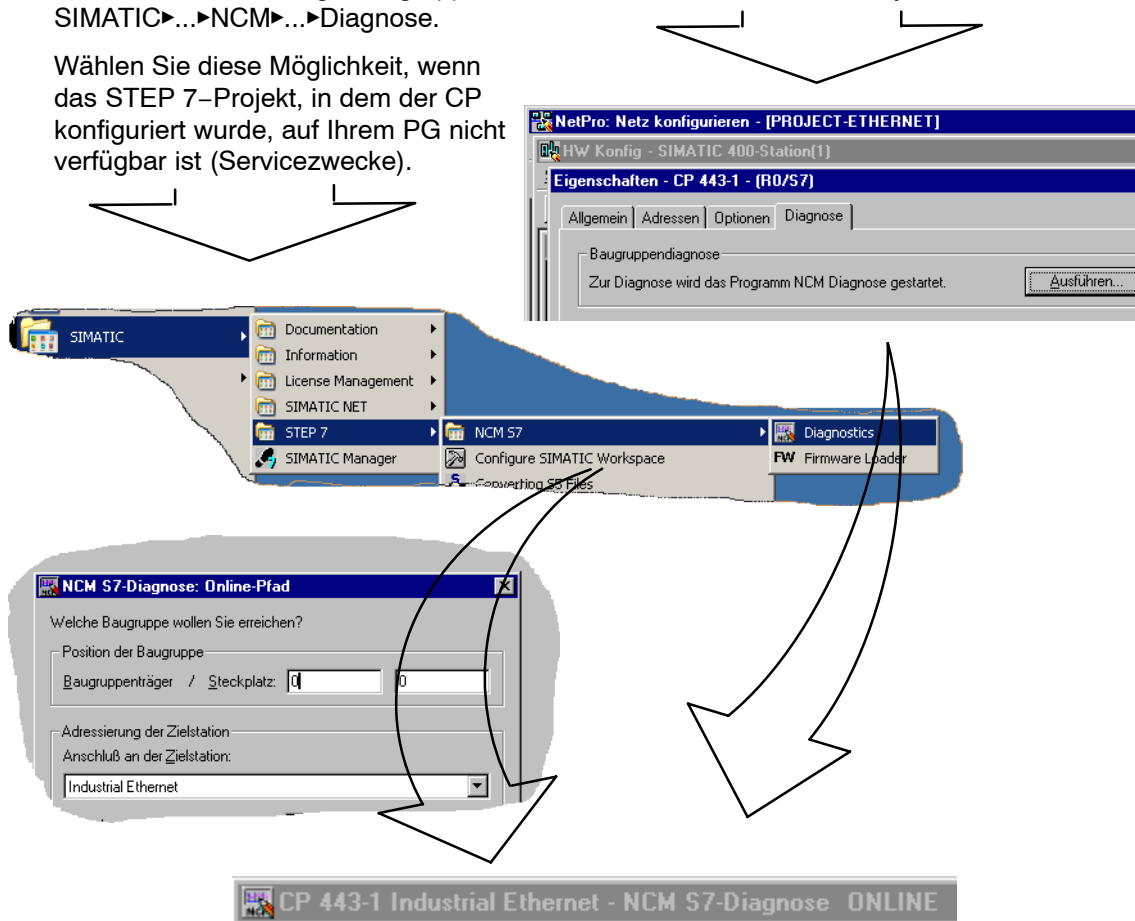 SIMATIC▸...▸NCM▸...▸Diagnose.
Wählen Sie diese Möglichkeit, wenn
das STEP 7–Projekt, in dem der CP
konfiguriert wurde, auf Ihrem PG nicht
verfügbar ist (Servicezwecke).
NetPro: Netz konfigurieren - [PROJECT-ETHERNET]
HW Konfig - SIMATIC 400-Station(1)
Eigenschaften - CP 443-1 - (R0/S7)
Allgemein Adressen Optionen Diagnose
Baugruppendiagnose
Zur Diagnose wird das Programm NCM Diagnose gestartet. Ausführen...
SIMATIC
Documentation
Information
License Management
SIMATIC NET
STEP 7
SIMATIC Manager
NCM S7
Configure SIMATIC Workspace
Converting S5 Files
Diagnostics
FW Firmware Loader
NCM S7-Diagnose: Online-Pfad
Welche Baugruppe wollen Sie erreichen?
Position der Baugruppe
Baugruppenträger / Steckplatz: 0 0
Adressierung der Zielstation
Anschluß an der Zielstation:
Industrial Ethernet
CP 443-1 Industrial Ethernet - NCM S7-Diagnose ONLINE